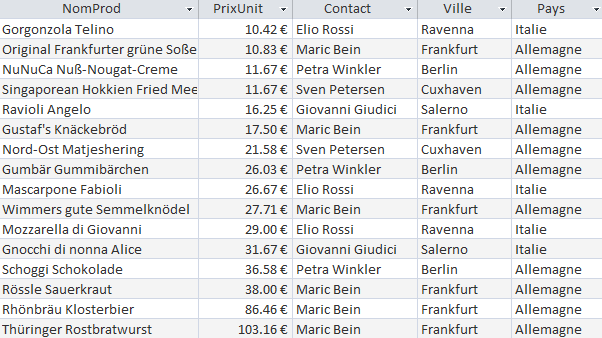 NomProd PrixUnit Contact Ville Pays
Gorgonzola Telino 10.42 € Elio Rossi Ravenna Italie
Original Frankfurter grüne Soße 10.83 € Maric Bein Frankfurt Allemagne
NuNuCa Nuß-Nougat-Creme 11.67 € Petra Winkler Berlin Allemagne
Singaporean Hokkien Fried Mee 11.67 € Sven Petersen Cuxhaven Allemagne
Ravioli Angelo 16.25 € Giovanni Giudici Salerno Italie
Gustaf's Knäckebröd 17.50 € Maric Bein Frankfurt Allemagne
Nord-Ost Matjeshering 21.58 € Sven Petersen Cuxhaven Allemagne
Gumbär Gummibärchen 26.03 € Petra Winkler Berlin Allemagne
Mascarpone Fabioli 26.67 € Elio Rossi Ravenna Italie
Wimmers gute Semmelknödel 27.71 € Maric Bein Frankfurt Allemagne
Mozzarella di Giovanni 29.00 € Elio Rossi Ravenna Italie
Gnocchi di nonna Alice 31.67 € Giovanni Giudici Salerno Italie
Schoggi Schokolade 36.58 € Petra Winkler Berlin Allemagne
Rössle Sauerkraut 38.00 € Maric Bein Frankfurt Allemagne
Rhönbräu Klosterbier 86.46 € Maric Bein Frankfurt Allemagne
Thüringer Rostbratwurst 103.16 € Maric Bein Frankfurt Allemagne